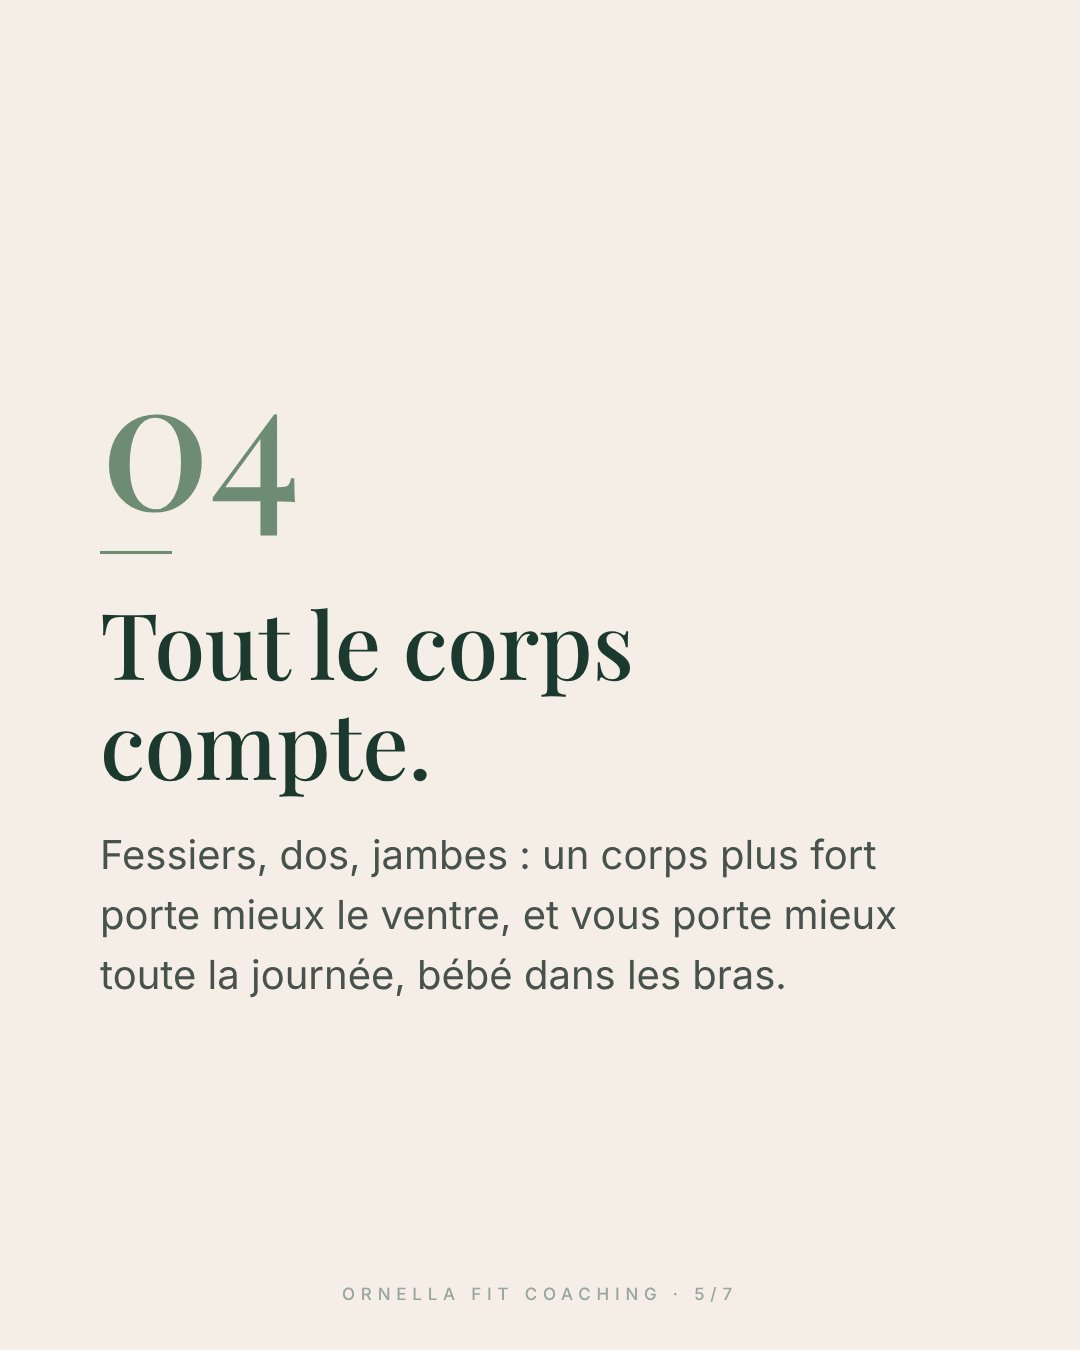 04
Tout le corps
compte.
Fessiers, dos, jambes : un corps plus fort
porte mieux le ventre, et vous porte mieux
toute la journée, bébé dans les bras.
ORNELLA FIT COACHING · 5/7